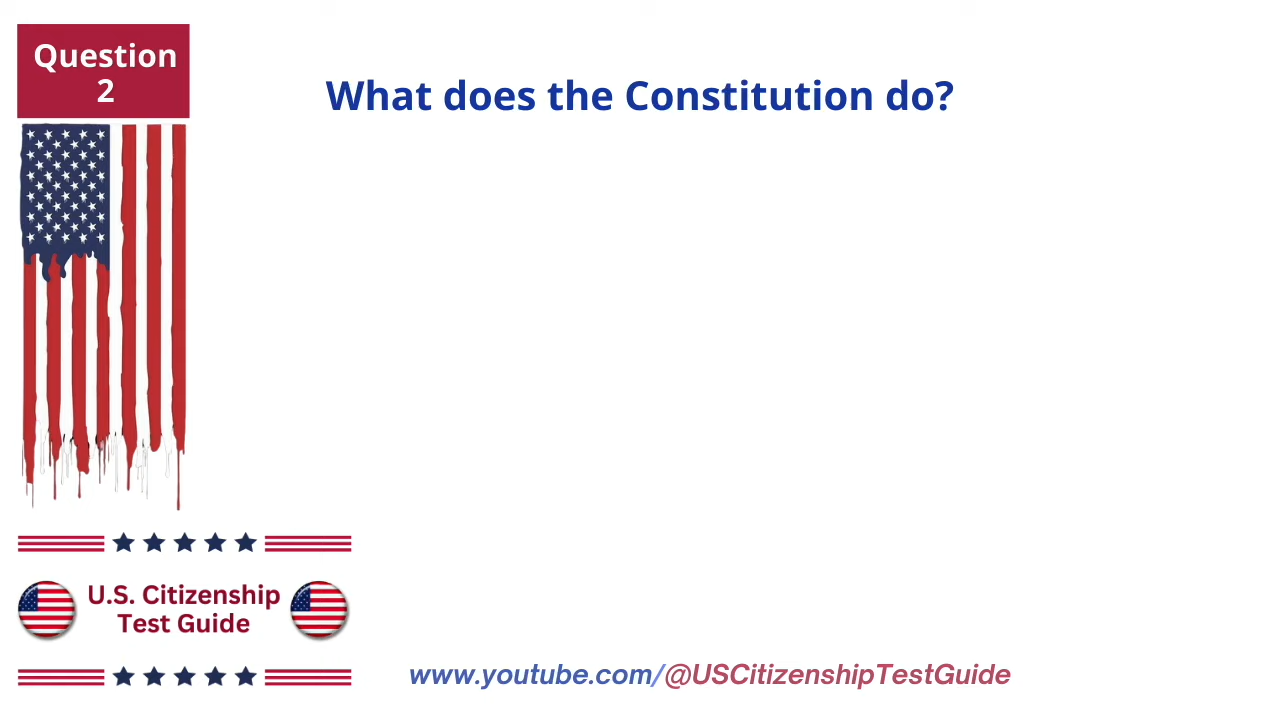 Question
2
What does the Constitution do?
U.S. Citizenship
Test Guide
www.youtube.com/@USCitizenshipTestGuide